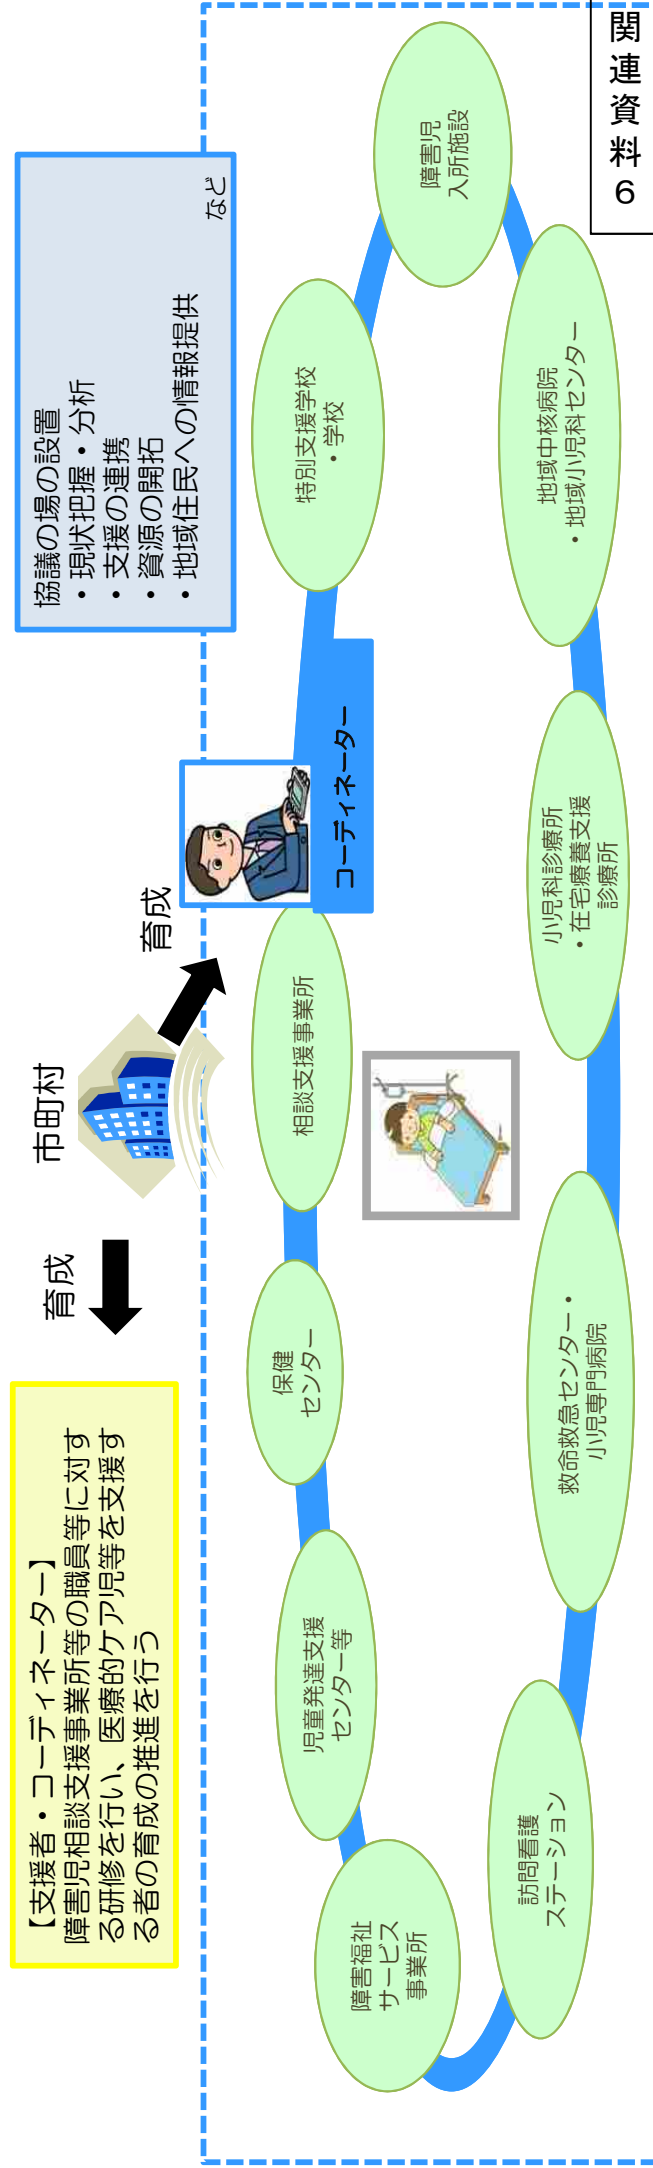 関連資料６
市町村
育成
育成
【支援者・コーディネーター】
障害児相談支援事業所等の職員等に対す
る研修を行い、医療的ケア児等を支援す
る者の育成の推進を行う
協議の場の設置
・現状把握・分析
・支援の連携
・資源の開拓
・地域住民への情報提供
など
コーディネーター
障害福祉
サービス
事業所
児童発達支援
センター等
保健
センター
相談支援事業所
特別支援学校
・学校
障害児
入所施設
訪問看護
ステーション
救命救急センター・
小児専門病院
小児科診療所
・在宅療養支援
診療所
地域中核病院
・地域小児科センター